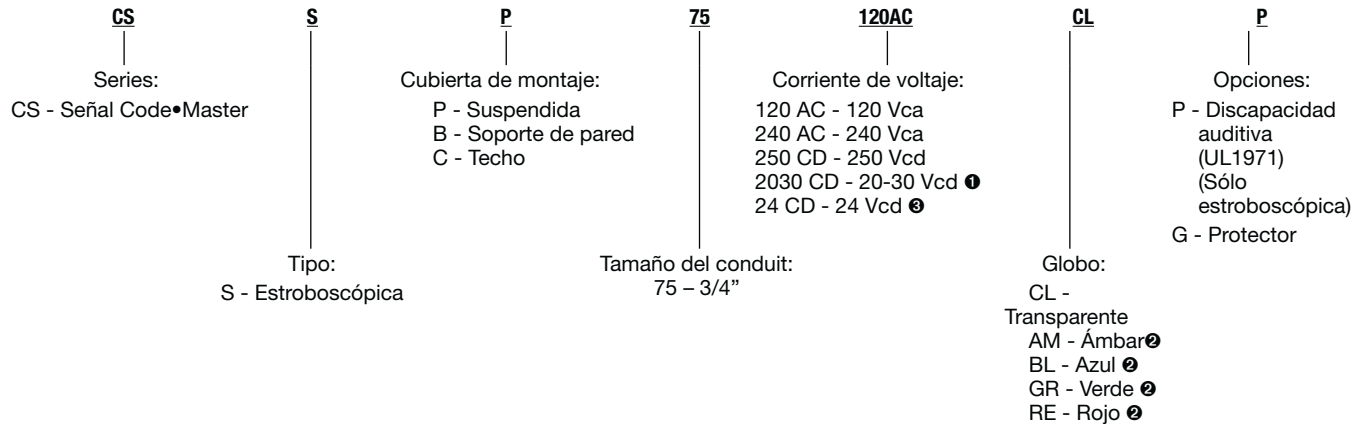 CS S P 75 120AC CL P
Series:
CS - Señal Code•Master
Cubierta de montaje:
P - Suspendida
B - Soporte de pared
C - Techo
Corriente de voltaje:
120 AC - 120 Vca
240 AC - 240 Vca
250 CD - 250 Vcd
2030 CD - 20-30 Vcd ❶
24 CD - 24 Vcd ❸
Opciones:
P - Discapacidad
auditiva
(UL1971)
(Sólo
estroboscópica)
G - Protector
Tipo:
S - Estroboscópica
Tamaño del conduit:
75 – 3/4”
Globo:
CL -
Transparente
AM - Ámbar❷
BL - Azul ❷
GR - Verde ❷
RE - Rojo ❷